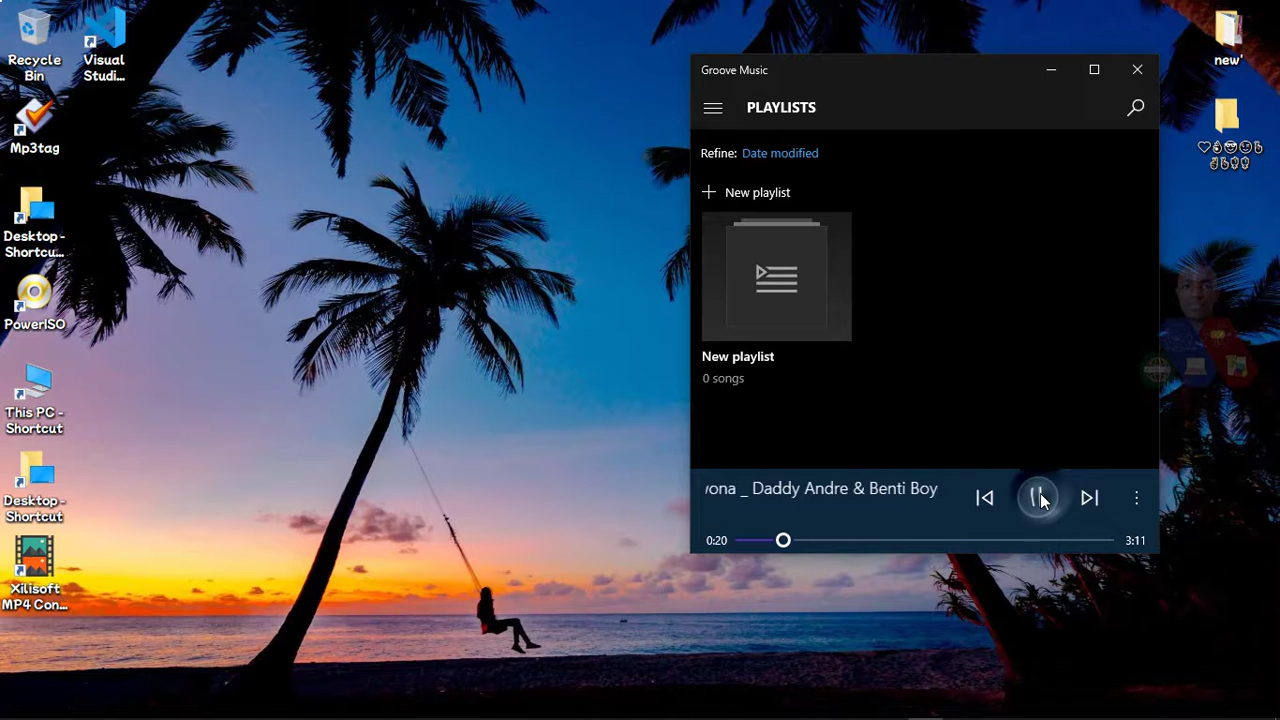 Recycle
Bin
Visual
Studi...
Mp3tag
Desktop -
Shortcu...
PowerISO
This PC -
Shortcut
Desktop -
Shortcut
Xilisoft
MP4 Con...
new'
Groove Music
PLAYLISTS
Refine: Date modified
New playlist
New playlist
0 songs
_ Daddy Andre & Benti Boy
0:20
3:11